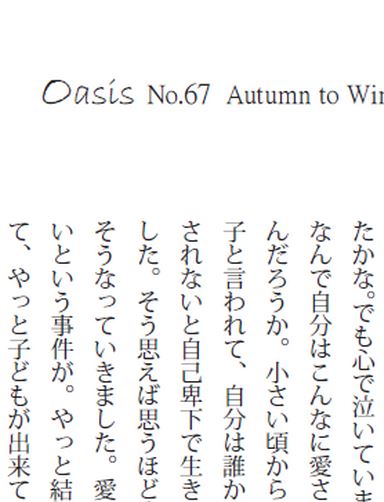 Oasis No.67 Autumn to Win
たかな。でも心で泣いていま
なんで自分はこんなに愛さ
んだろうか。小さい頃から
子と言われて、自分は誰か
されないと自己卑下で生き
した。そう思えば思うほど
そうなっていきました。愛
いという事件が。やっと結
て、やっと子どもが出来て